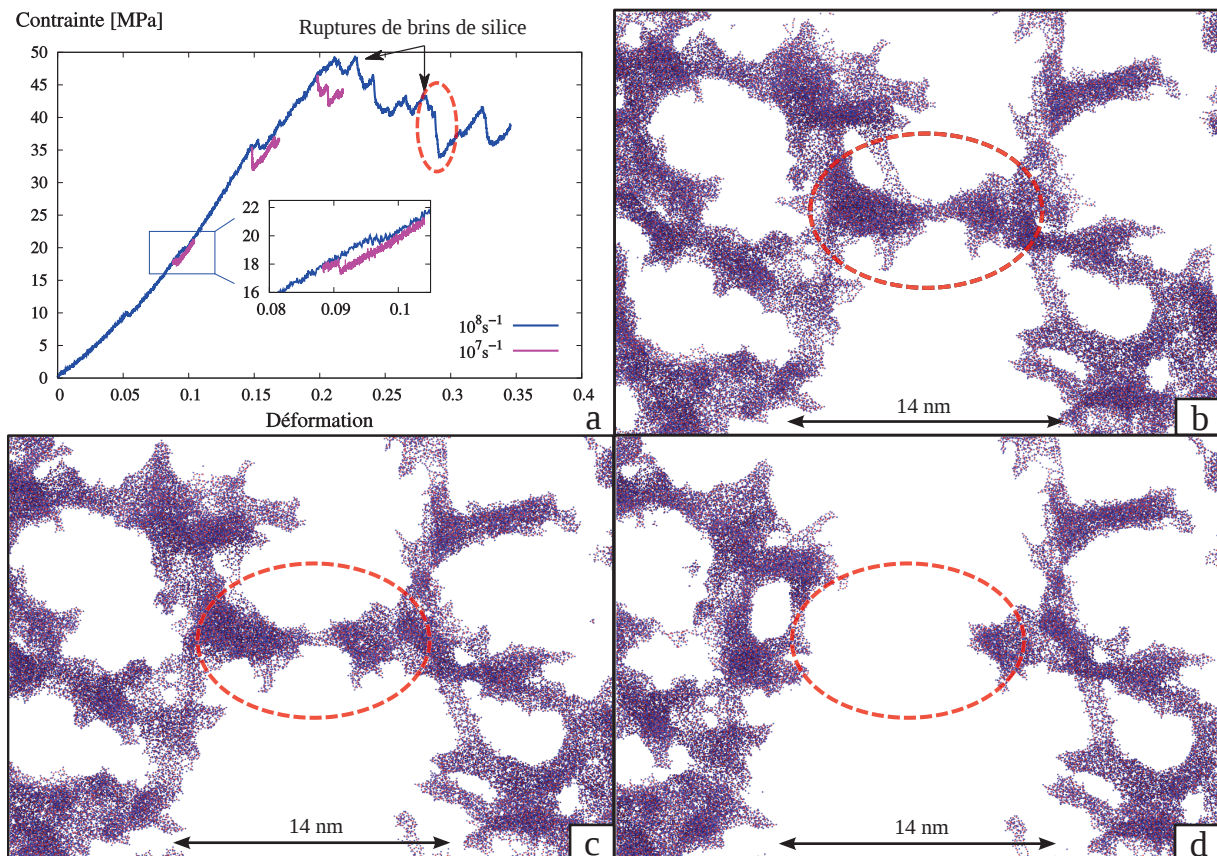 Contrainte [MPa]
Ruptures de brins de silice
50
45
40
35
30
25
20
15
10
5
0
22
20
18
16
0.08
0.09
0.1
10⁸s⁻¹
10⁷s⁻¹
0
0.05
0.1
0.15
0.2
0.25
0.3
0.35
0.4
Déformation
a
14 nm
b
14 nm
c
14 nm
d